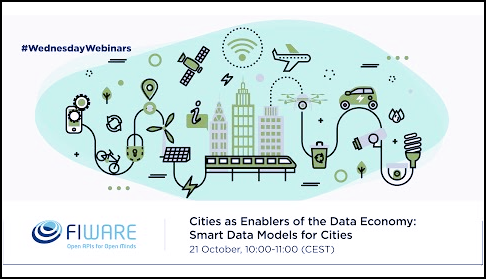 #WednesdayWebinars
i
FIWARE
Open APIs for Open Minds
Cities as Enablers of the Data Economy:
Smart Data Models for Cities
21 October, 10:00-11:00 (CEST)